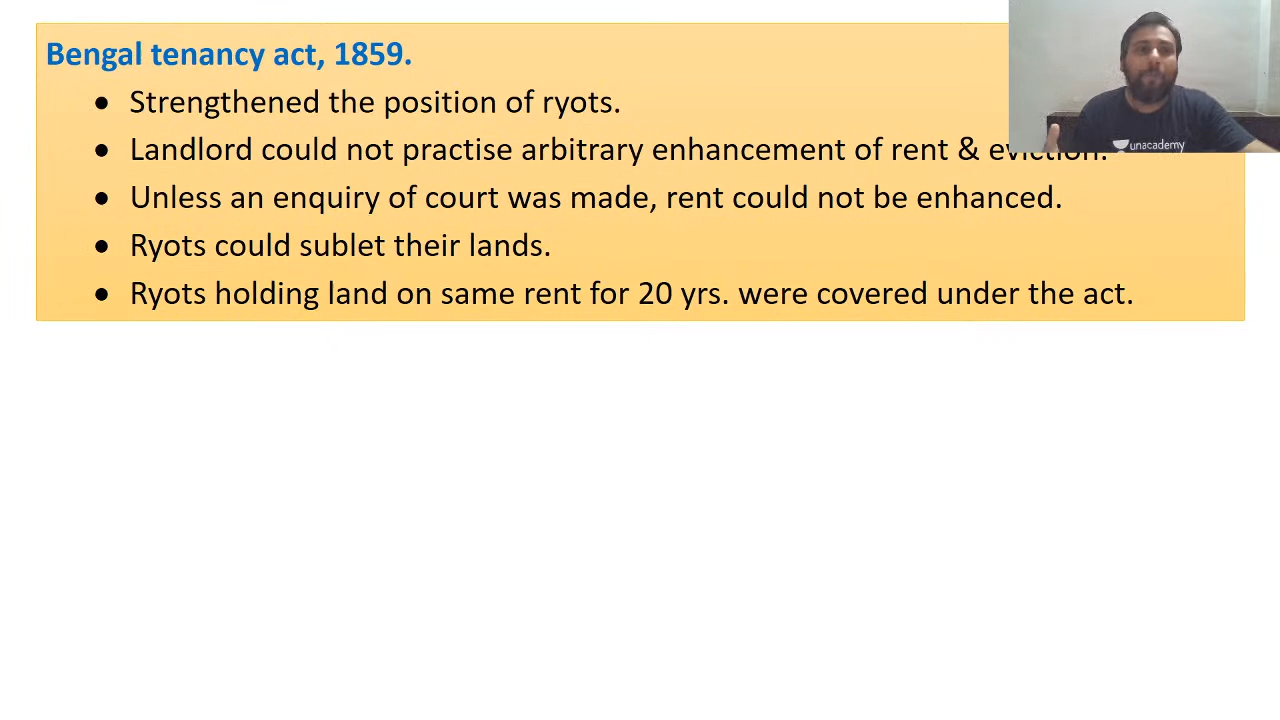 Bengal tenancy act, 1859.
● Strengthened the position of ryots.
● Landlord could not practise arbitrary enhancement of rent & eviction.
● Unless an enquiry of court was made, rent could not be enhanced.
● Ryots could sublet their lands.
● Ryots holding land on same rent for 20 yrs. were covered under the act.
unacademy